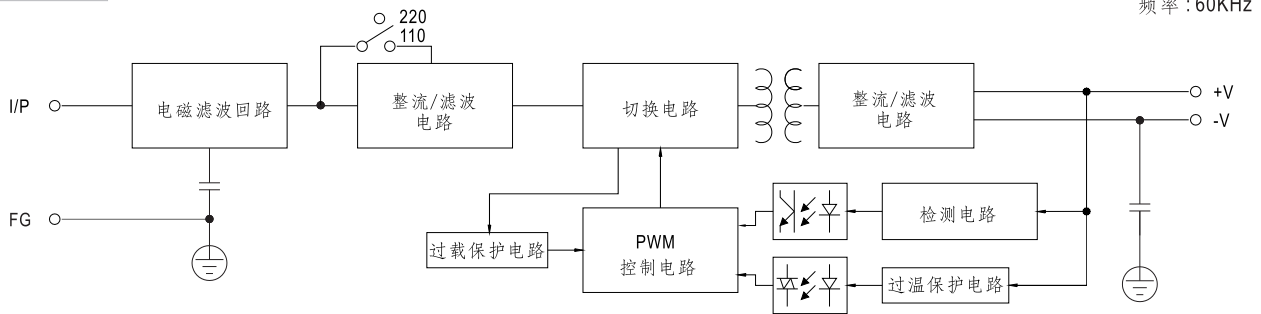 频率：60KHz
220
110
I/P
电磁滤波回路
整流/滤波
电路
切换电路
整流/滤波
电路
+V
-V
FG
过载保护电路
PWM
控制电路
检测电路
过温保护电路